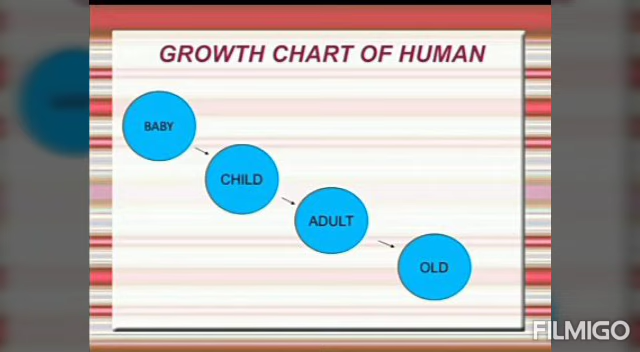 GROWTH CHART OF HUMAN
BABY
CHILD
ADULT
OLD
FILMIGO